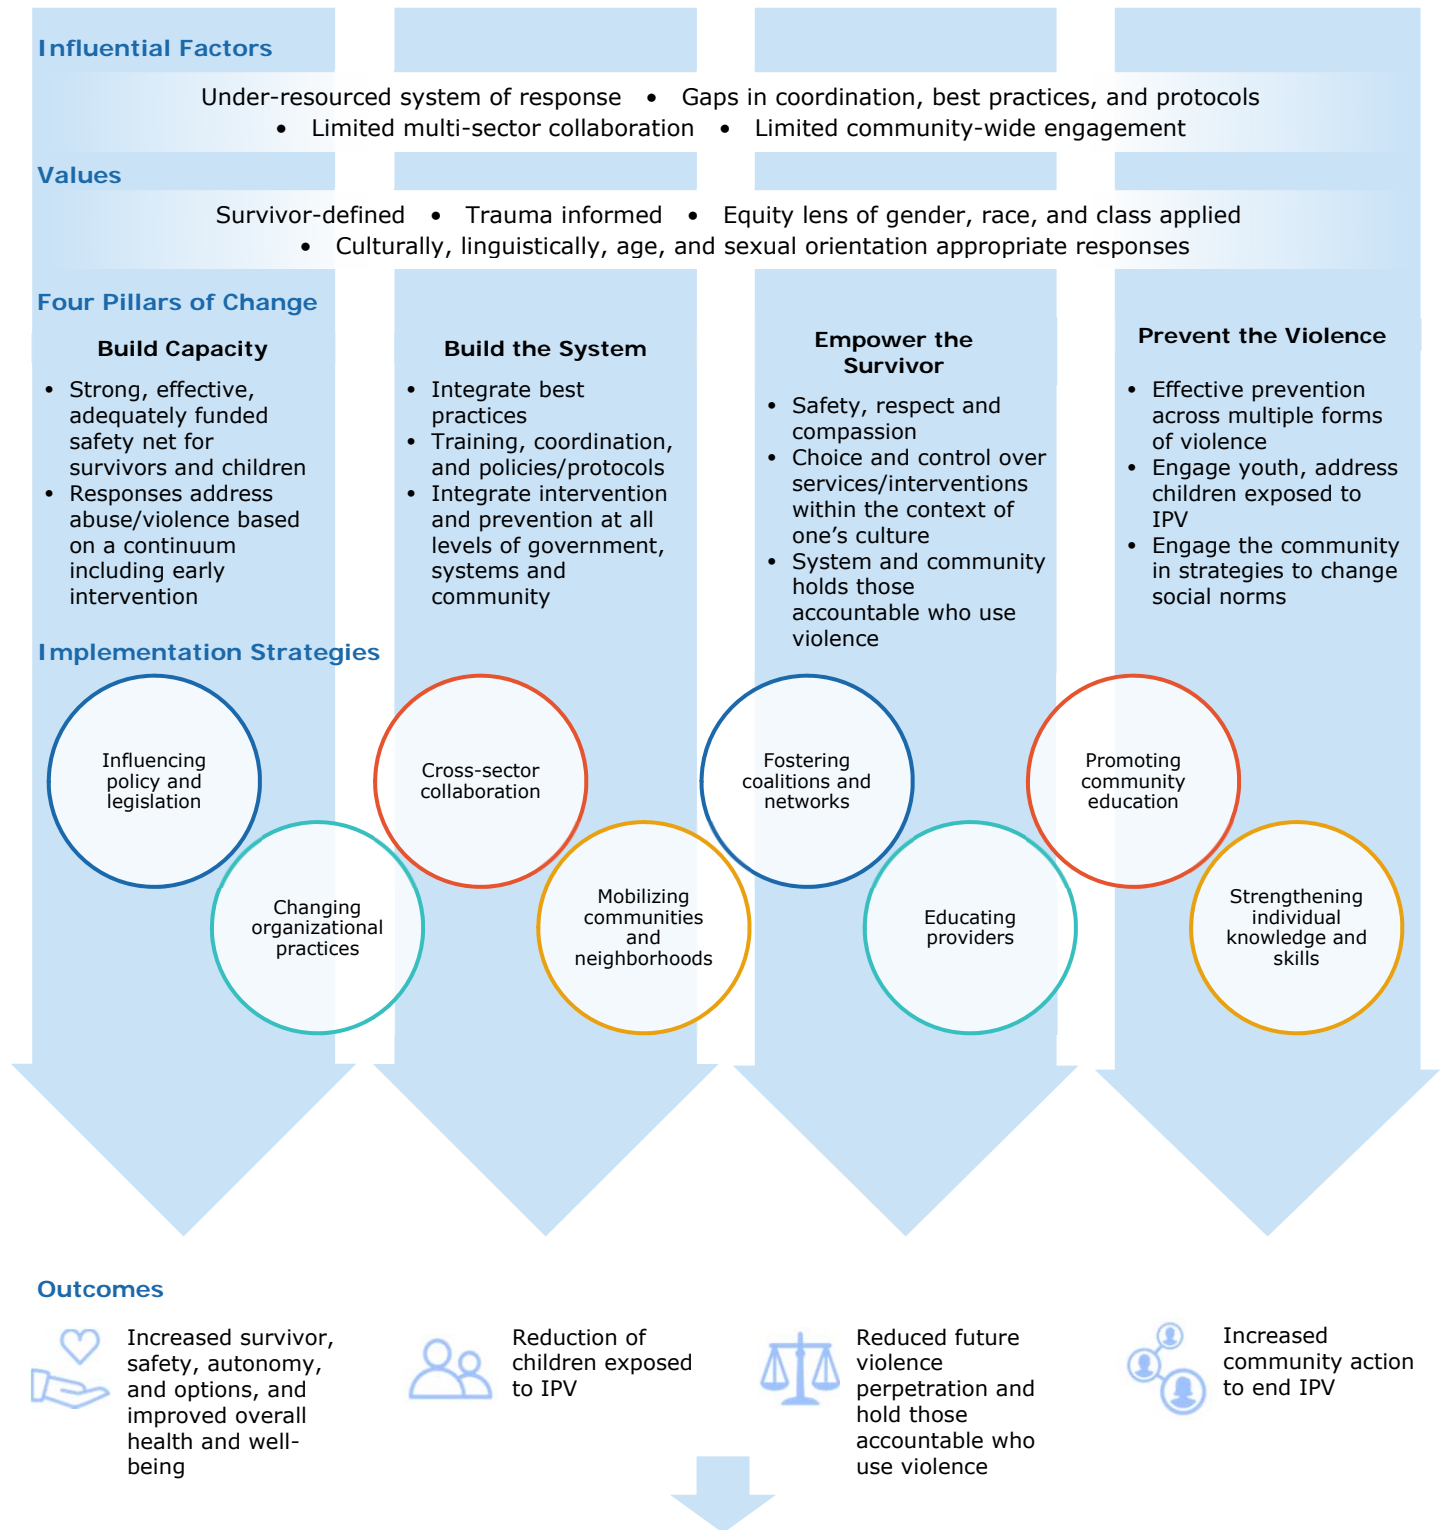 Influential Factors
Under-resourced system of response • Gaps in coordination, best practices, and protocols
• Limited multi-sector collaboration • Limited community-wide engagement
Values
Survivor-defined • Trauma informed • Equity lens of gender, race, and class applied
• Culturally, linguistically, age, and sexual orientation appropriate responses
Four Pillars of Change
Build Capacity
• Strong, effective,
adequately funded
safety net for
survivors and children
• Responses address
abuse/violence based
on a continuum
including early
intervention
Build the System
• Integrate best
practices
• Training, coordination,
and policies/protocols
• Integrate intervention
and prevention at all
levels of government,
systems and
community
Empower the
Survivor
• Safety, respect and
compassion
• Choice and control over
services/interventions
within the context of
one's culture
• System and community
holds those
accountable who use
violence
Prevent the Violence
• Effective prevention
across multiple forms
of violence
• Engage youth, address
children exposed to
IPV
• Engage the community
in strategies to change
social norms
Implementation Strategies
Influencing
policy and
legislation
Changing
organizational
practices
Cross-sector
collaboration
Mobilizing
communities
and
neighborhoods
Fostering
coalitions and
networks
Educating
providers
Promoting
community
education
Strengthening
individual
knowledge and
skills
Outcomes
Increased survivor,
safety, autonomy,
and options, and
improved overall
health and well-
being
Reduction of
children exposed
to IPV
Reduced future
violence
perpetration and
hold those
accountable who
use violence
Increased
community action
to end IPV